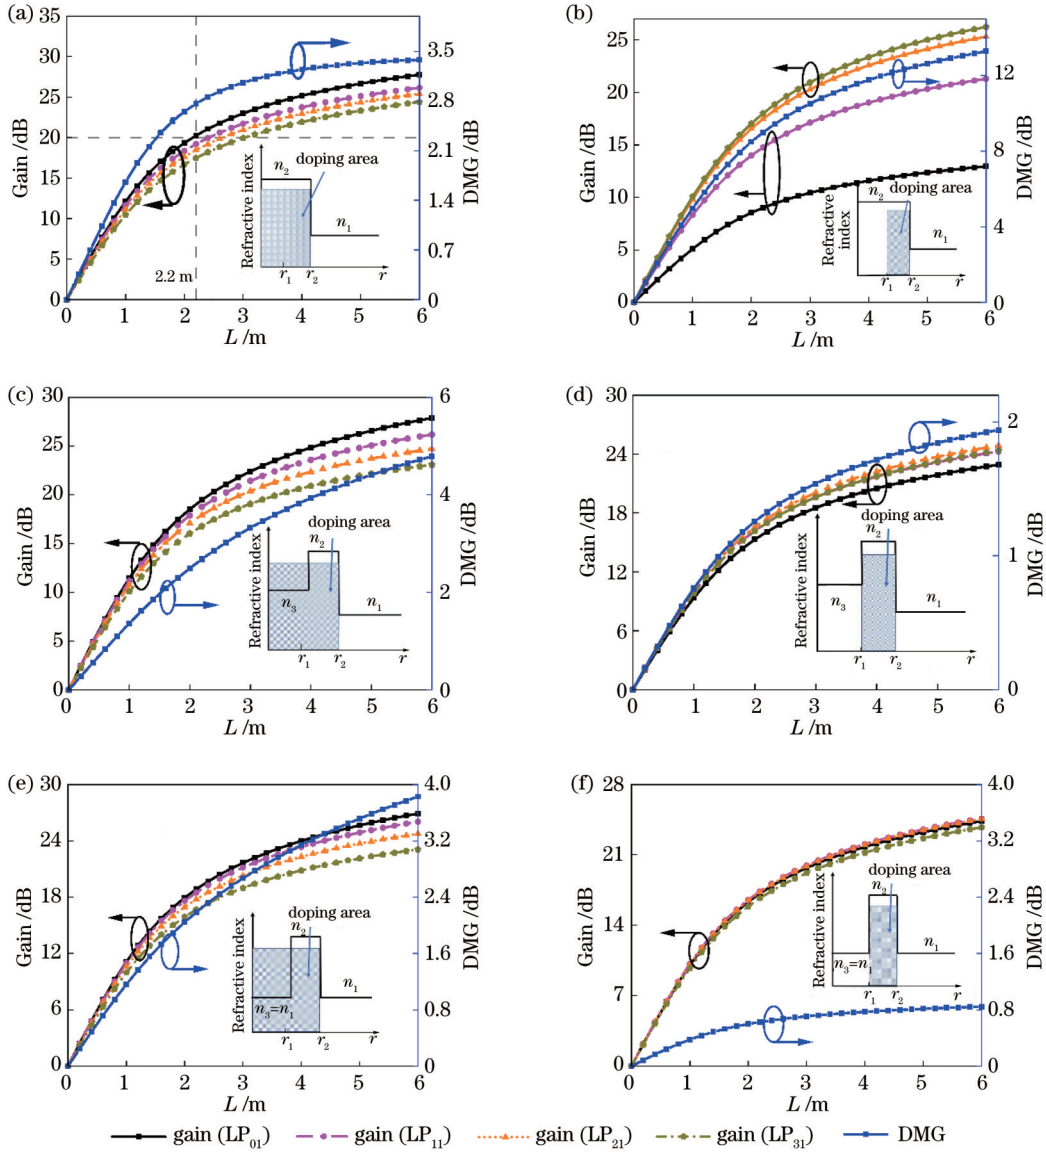 (a)
35
30
25
20
15
10
5
0
Gain /dB
3.5
2.8
2.1
1.4
0.7
0
DMG /dB
2.2 m
Refractive index
n2
doping area
n1
r1 r2 r
0 1 2 3 4 5 6
L /m
(b)
25
20
15
10
5
0
Gain /dB
12
8
4
0
DMG /dB
Refractive index
n2
doping area
n1
r1 r2 r
0 1 2 3 4 5 6
L /m
(c)
30
25
20
15
10
5
0
Gain /dB
6
4
2
0
DMG /dB
Refractive index
doping area
n2
n3
n1
r1 r2 r
0 1 2 3 4 5 6
L /m
(d)
30
24
18
12
6
0
Gain /dB
2
1
0
DMG /dB
Refractive index
doping area
n2
n3
n1
r1 r2 r
0 1 2 3 4 5 6
L /m
(e)
30
24
18
12
6
0
Gain /dB
4.0
3.2
2.4
1.6
0.8
0
DMG /dB
Refractive index
doping area
n2
n1
n3=n1
r1 r2 r
0 1 2 3 4 5 6
L /m
(f)
28
21
14
7
0
Gain /dB
4.0
3.2
2.4
1.6
0.8
0
DMG /dB
Refractive index
doping area
n2
n1
n3=n1
r1 r2 r
0 1 2 3 4 5 6
L /m
gain (LP01) gain (LP11) gain (LP21) gain (LP31) DMG